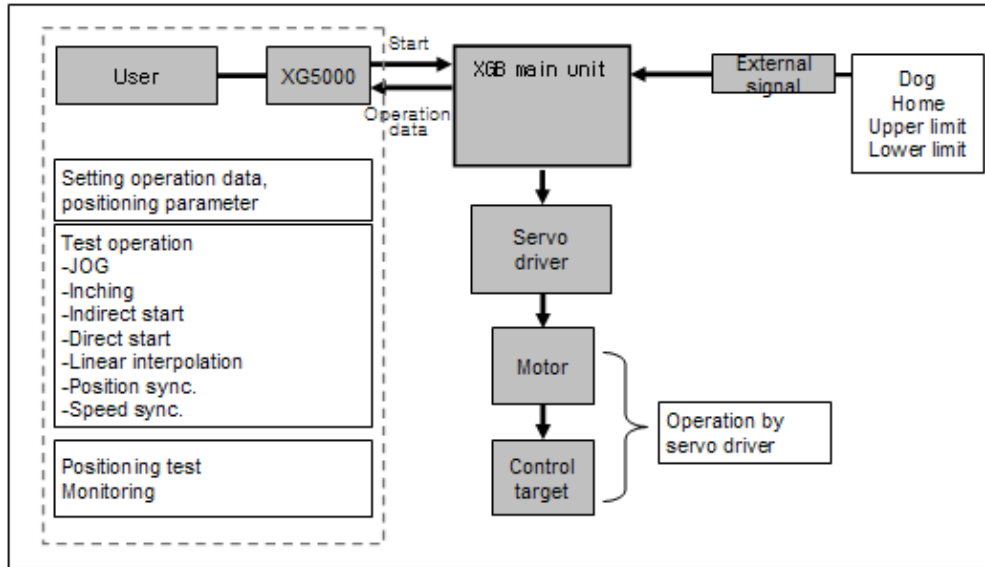 User
XG5000
Start
Operation
data
XGB main unit
External
signal
Dog
Home
Upper limit
Lower limit
Setting operation data,
positioning parameter
Test operation
-JOG
-Inching
-Indirect start
-Direct start
-Linear interpolation
-Position sync.
-Speed sync.
Positioning test
Monitoring
Servo
driver
Motor
Control
target
Operation by
servo driver